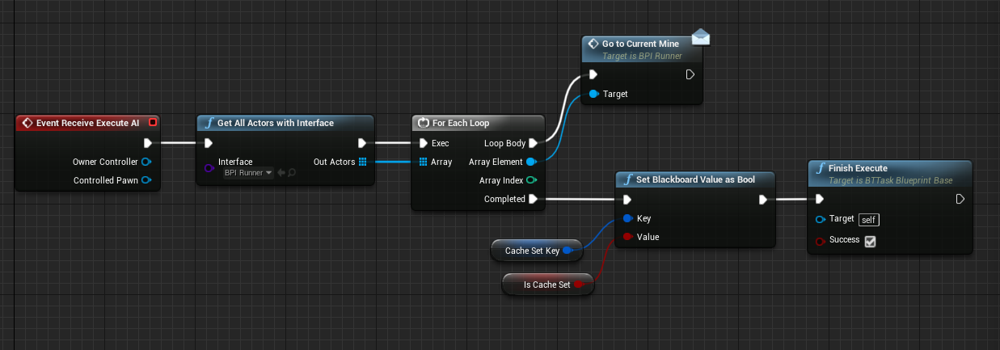 Go to Current Mine
Target is BPI Runner
Target
Event Receive Execute AI
Owner Controller
Controlled Pawn
f Get All Actors with Interface
Interface
BPI Runner
Out Actors
For Each Loop
Exec
Loop Body
Array
Array Element
Array Index
Completed
f Set Blackboard Value as Bool
Key
Value
Cache Set Key
Is Cache Set
f Finish Execute
Target is BTTask Blueprint Base
Target self
Success